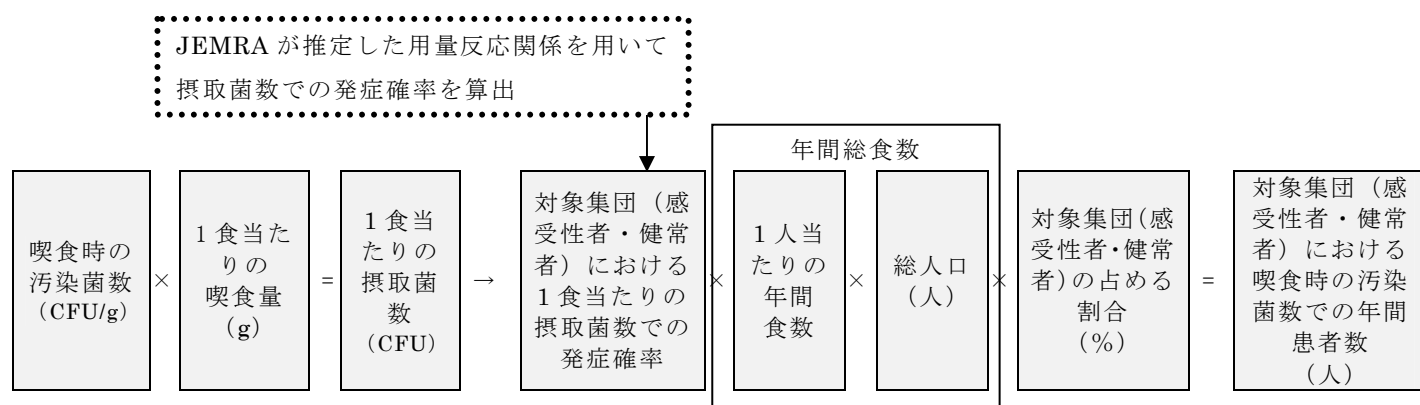 JEMRA が推定した用量反応関係を用いて
摂取菌数での発症確率を算出
年間総食数
喫食時の
汚染菌数
(CFU/g)
×
1 食当た
りの
喫食量
(g)
=
1 食当
たりの
摂取菌
数
(CFU)
→
対象集団（感
受性者・健常
者）における
1 食当たりの
摂取菌数での
発症確率
×
1 人当
たりの
年間
食数
×
総人口
（人）
×
対象集団(感
受性者・健常
者)の占める
割合
（％）
=
対象集団（感
受性者・健常
者）における
喫食時の汚染
菌数での年間
患者数
（人）